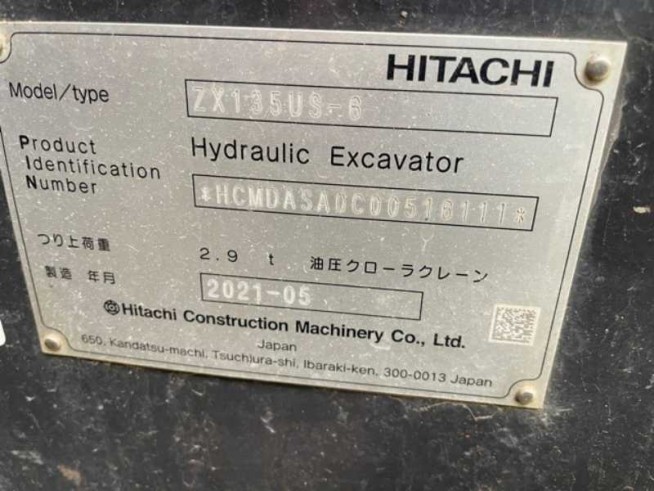 HITACHI
Model/type ZX135US-6
Product Identification Number
Hydraulic Excavator
*HCMDASA0C00516111*
つり上荷重 2.9 t 油圧クローラクレーン
製造 年月 2021-05
Hitachi Construction Machinery Co., Ltd.
Japan
650, Kandatsu-machi, Tsuchiura-shi, Ibaraki-ken, 300-0013 Japan